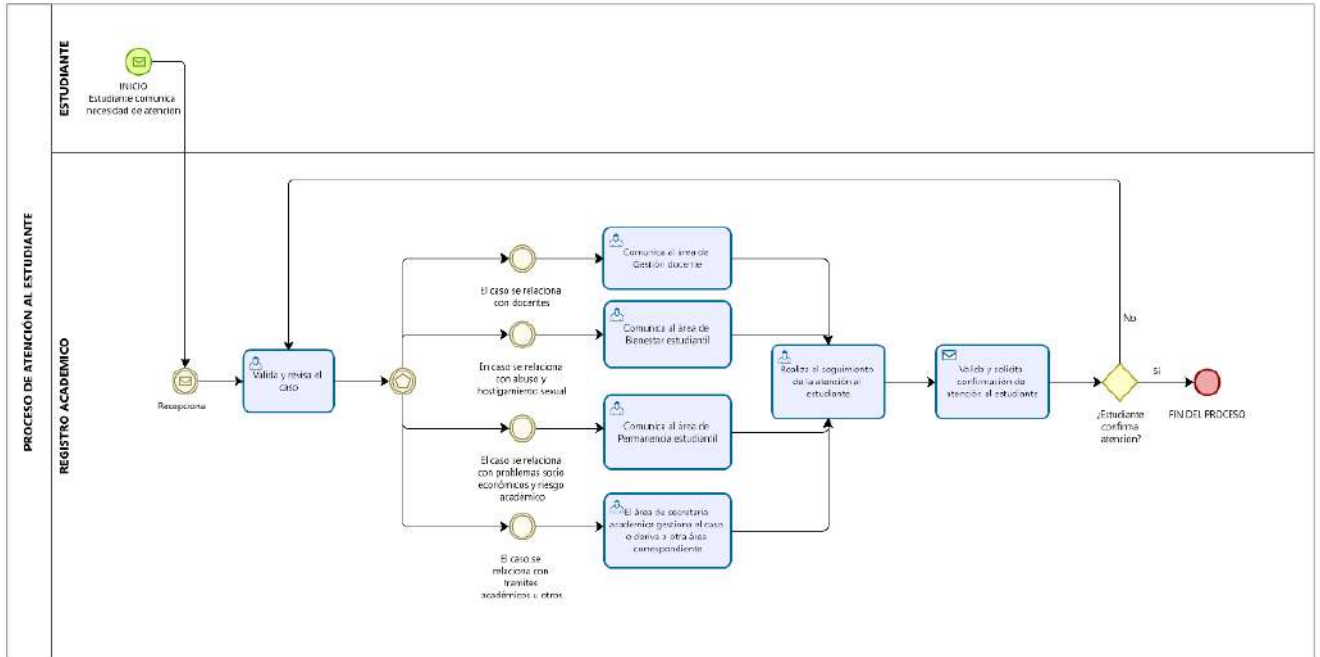 PROCESO DE ATENCIÓN AL ESTUDIANTE
ESTUDIANTE
INICIO
Estudiante comunica
necesidad de atención
REGISTRO ACADEMICO
Recepciona
Valida y revisa el
caso
El caso se relaciona
con docentes
En caso se relaciona
con abuso y
hostigamiento sexual
El caso se relaciona
con problemas socio
económicos y riesgo
académico
El caso se
relaciona con
tramites
académicos u otros
Comunica al área de
Gestión docente
Comunica al área de
Bienestar estudiantil
Comunica al área de
Permanencia estudiantil
El área de secretaria
academica gestiona el caso
o deriva a otra área
correspondiente
Realiza el seguimiento
de la atención al
estudiante
Valida y solicita
confirmación de
atención al estudiante
No
Si
¿Estudiante
confirma
atención?
FIN DEL PROCESO